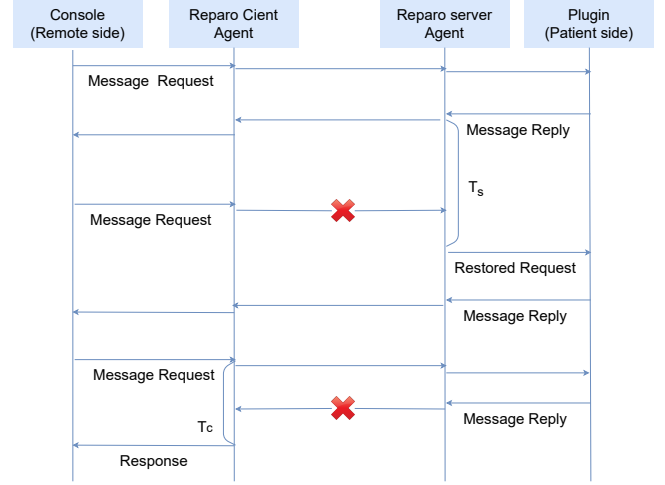 Console
(Remote side)
Reparo Cient
Agent
Reparo server
Agent
Plugin
(Patient side)
Message Request
Message Reply
Ts
Message Request
Restored Request
Message Reply
Message Request
Tc
Message Reply
Response